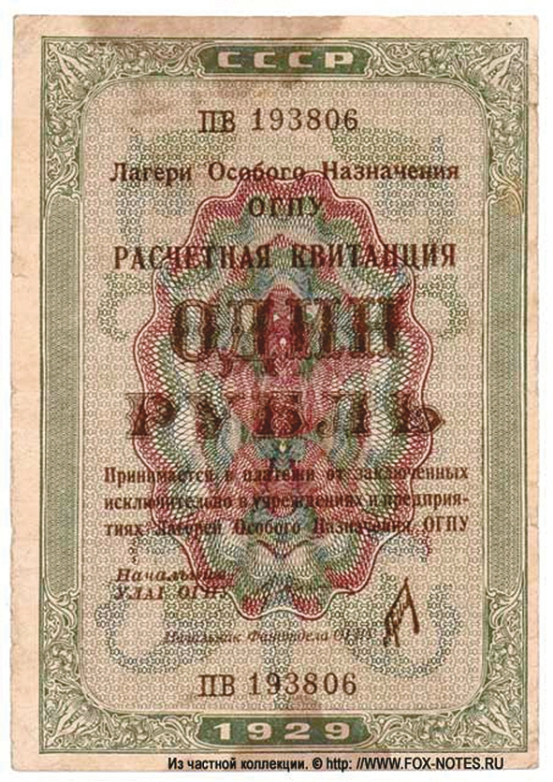 СССР
ПВ 193806
Лагери Особого Назначения
ОГПУ
РАСЧЕТНАЯ КВИТАНЦИЯ
ОДИН
РУБЛЬ
Принимается в платежи от заключенных
исключительно в учреждениях и предприя-
тиях Лагерей Особого Назначения ОГПУ
Начальник
УЛАГ ОГПУ
Начальник Финотдела ОГПУ
ПВ 193806
1929
Из частной коллекции. © http: //WWW.FOX-NOTES.RU